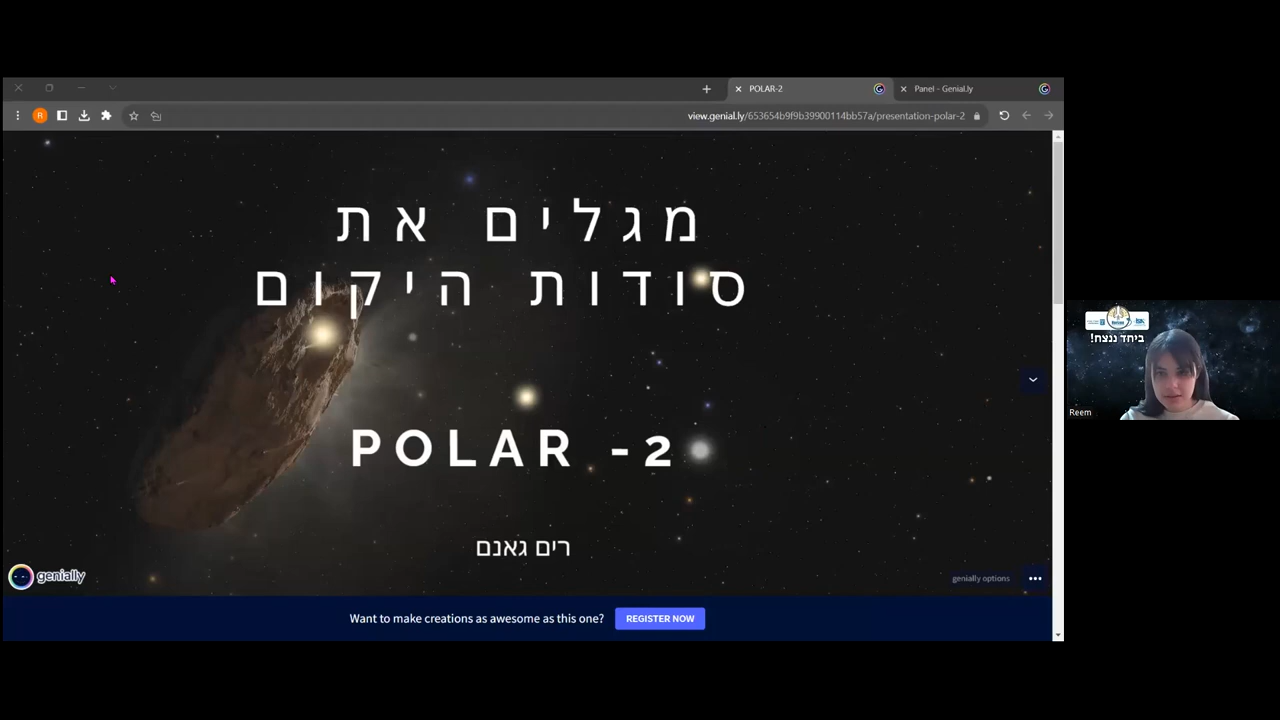 POLAR-2
Panel - Genial.ly
view.genial.ly/653654b9f9b39900114bb57a/presentation-polar-2
R
מגלים את
סודות היקום
POLAR -2
רים גאנם
genially
genially options
Want to make creations as awesome as this one?
REGISTER NOW
ביחד ננצח!
Reem